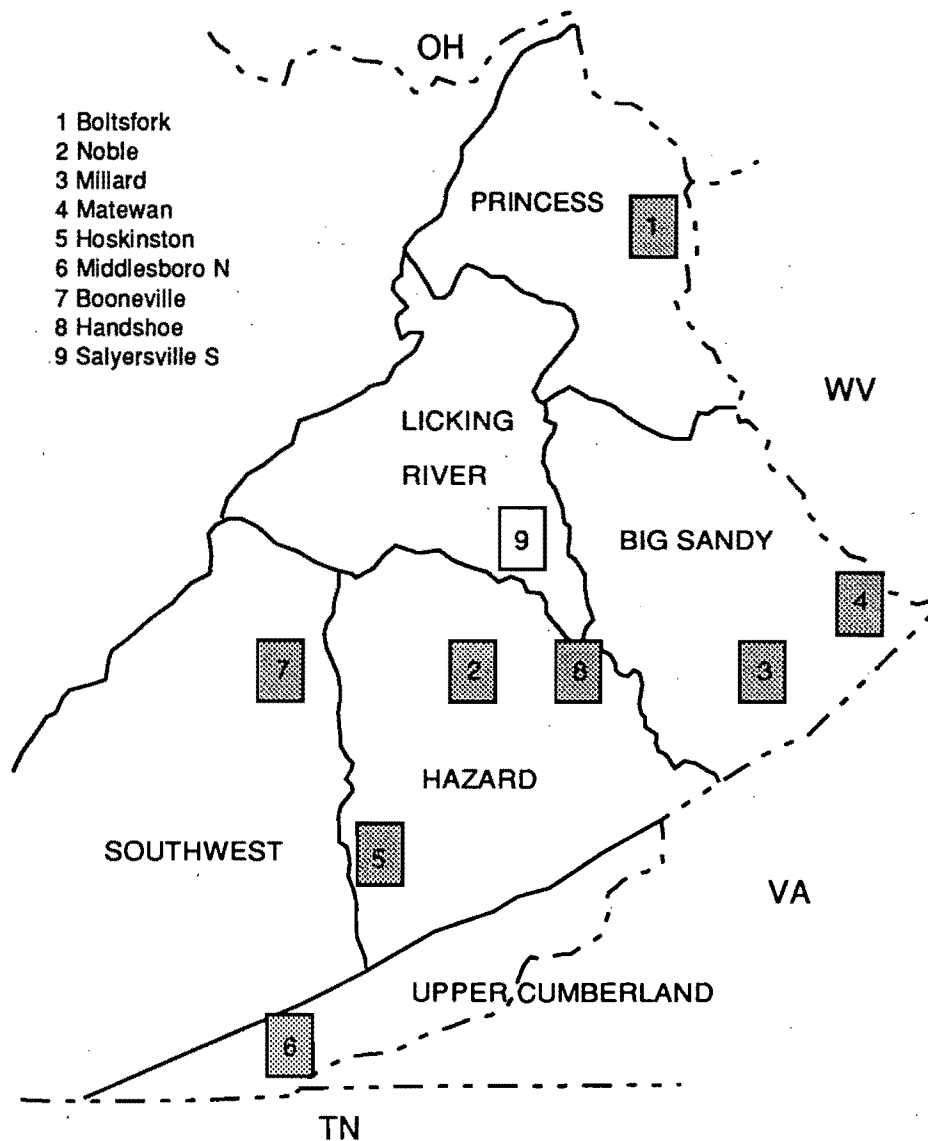 OH
1 Boltsfork
2 Noble
3 Millard
4 Matewan
5 Hoskinston
6 Middlesboro N
7 Booneville
8 Handshoe
9 Salyersville S
PRINCESS
1
WV
LICKING
RIVER
9
BIG SANDY
4
7
2
8
3
HAZARD
SOUTHWEST
5
VA
UPPER CUMBERLAND
6
TN